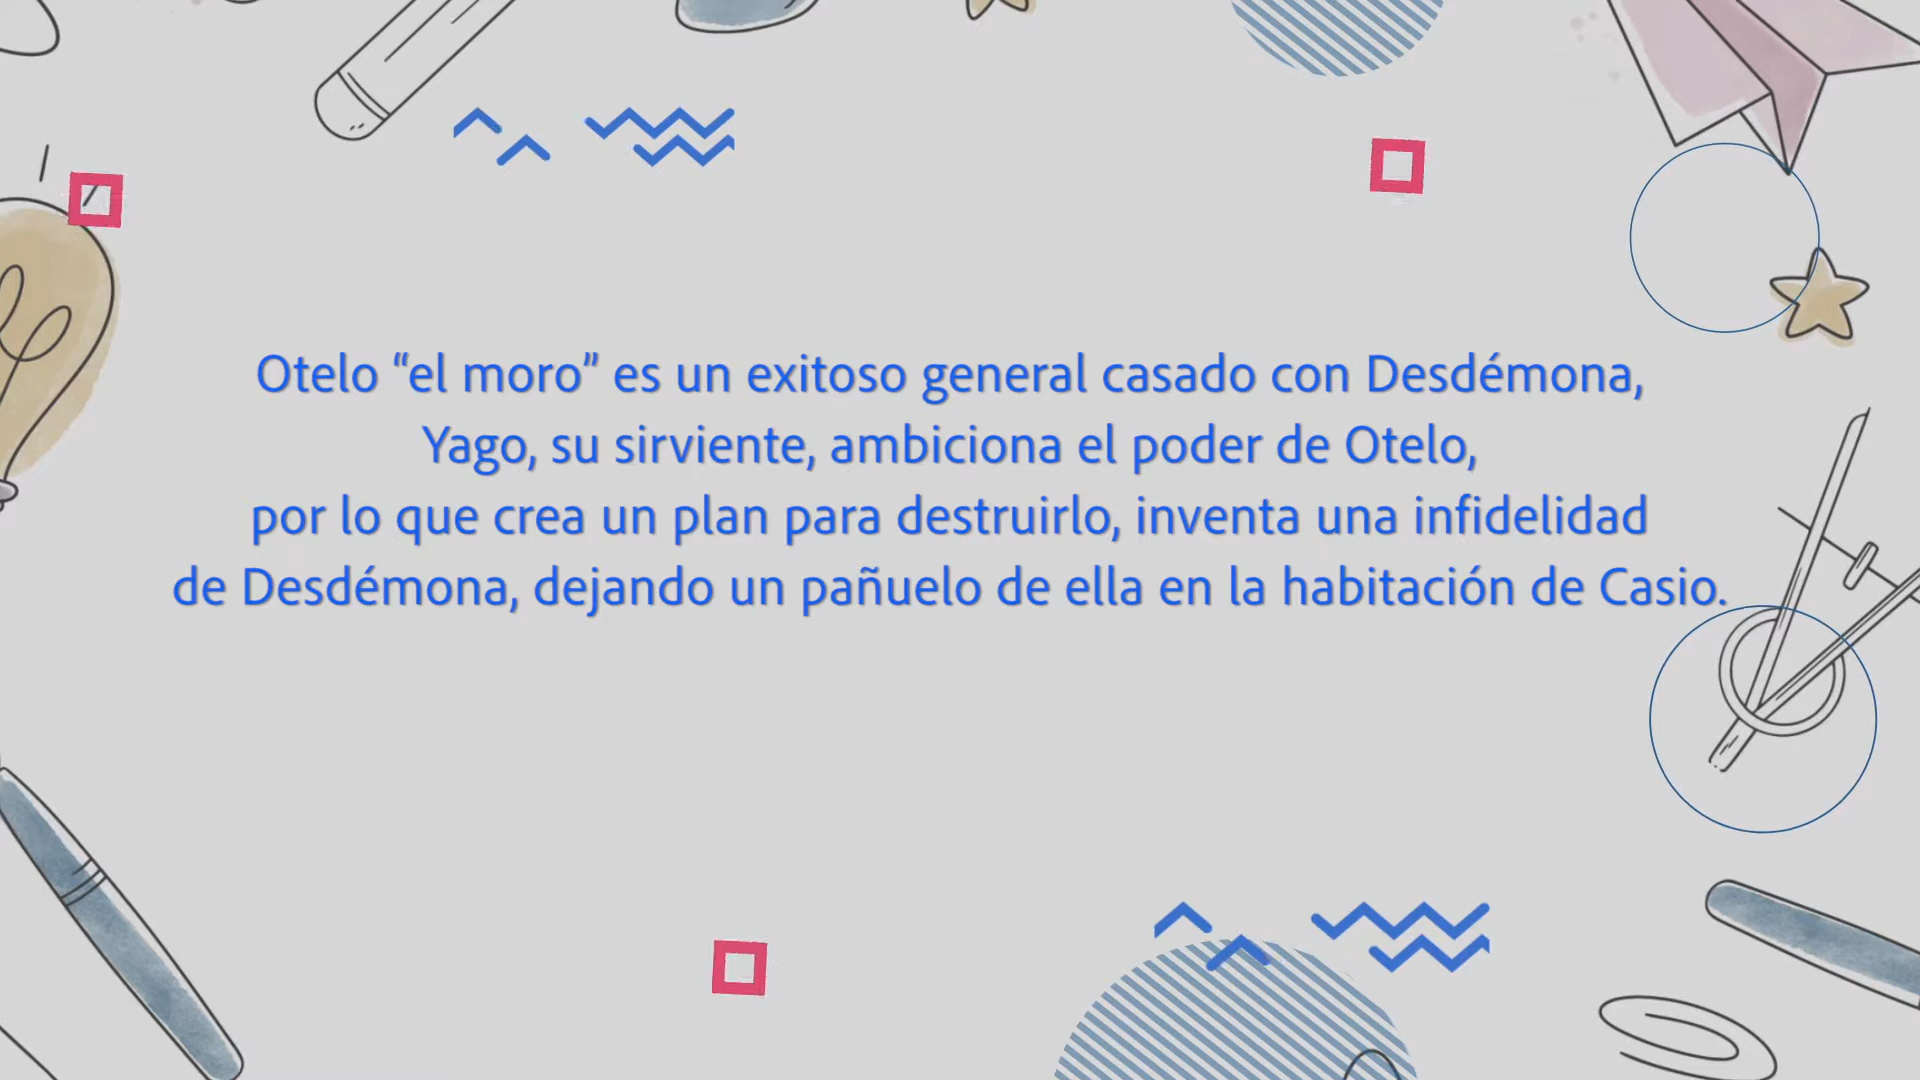 Otelo “el moro” es un exitoso general casado con Desdémona,
Yago, su sirviente, ambiciona el poder de Otelo,
por lo que crea un plan para destruirlo, inventa una infidelidad
de Desdémona, dejando un pañuelo de ella en la habitación de Casio.